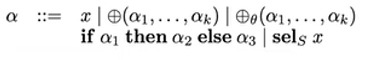 α ::= x | ⊕(α₁, . . . , αₖ) | ⊕θ(α₁, . . . , αₖ)
if α₁ then α₂ else α₃ | selS x